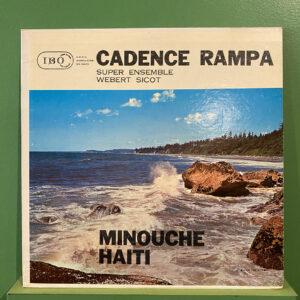 IBO
CADENCE RAMPA
SUPER ENSEMBLE
WEBERT SICOT
MINOUCHE
HAITI